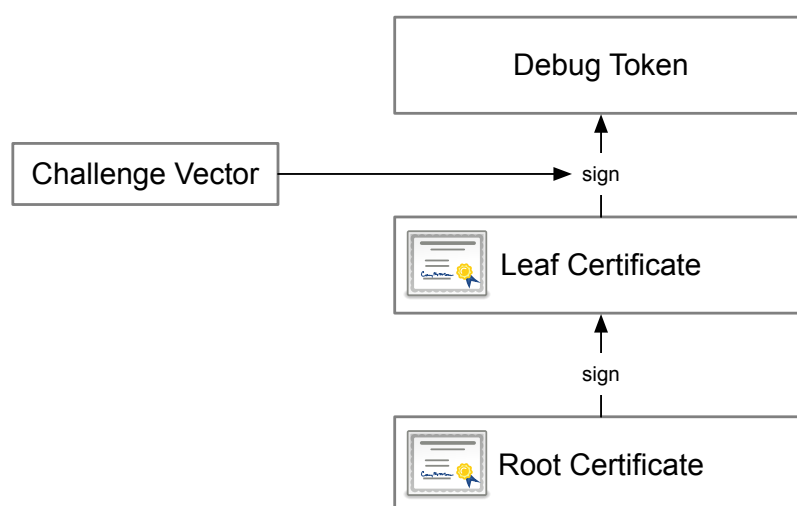 Debug Token
Challenge Vector
sign
Leaf Certificate
sign
Root Certificate